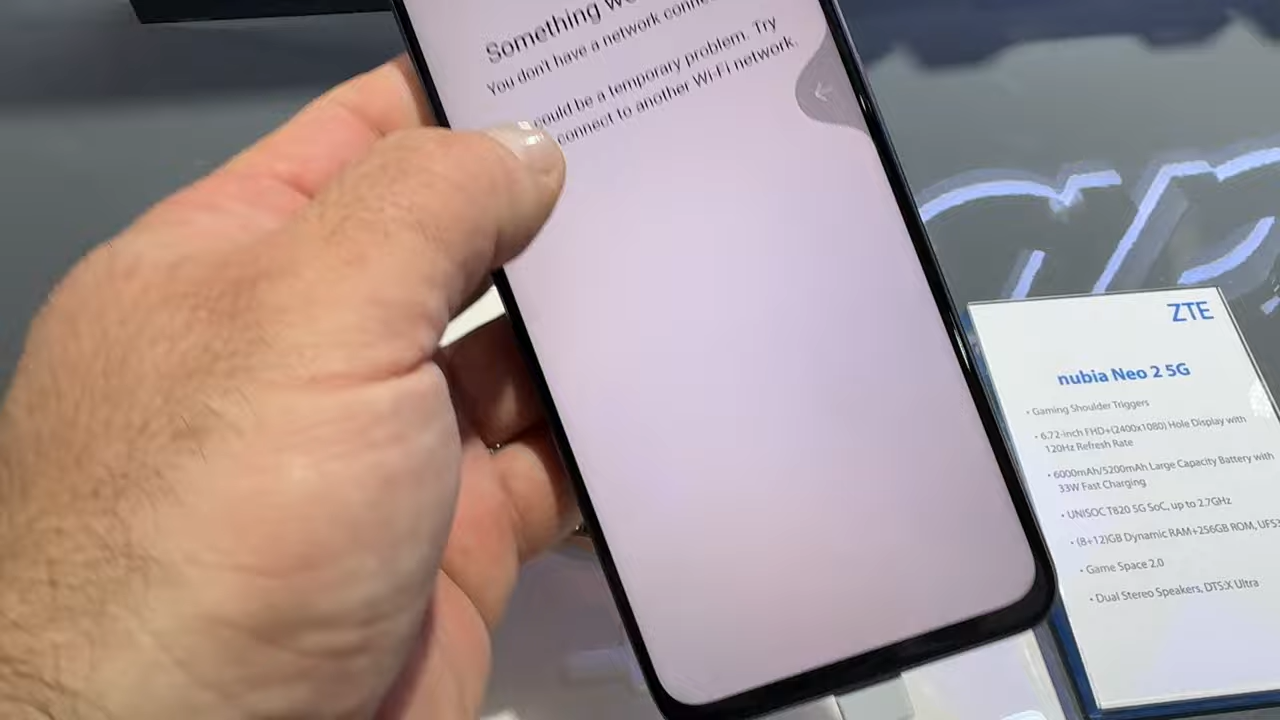 Something we
You don't have a network connec
could be a temporary problem. Try
connect to another Wi-Fi network.
ZTE
nubia Neo 2 5G
• Gaming Shoulder Triggers
• 6.72-inch FHD+(2400x1080) Hole Display with
120Hz Refresh Rate
• 6000mAh/5200mAh Large Capacity Battery with
33W Fast Charging
• UNISOC T820 5G SoC, up to 2.7GHz
• (8+12)GB Dynamic RAM+256GB ROM, UFS3
• Game Space 2.0
• Dual Stereo Speakers, DTS:X Ultra